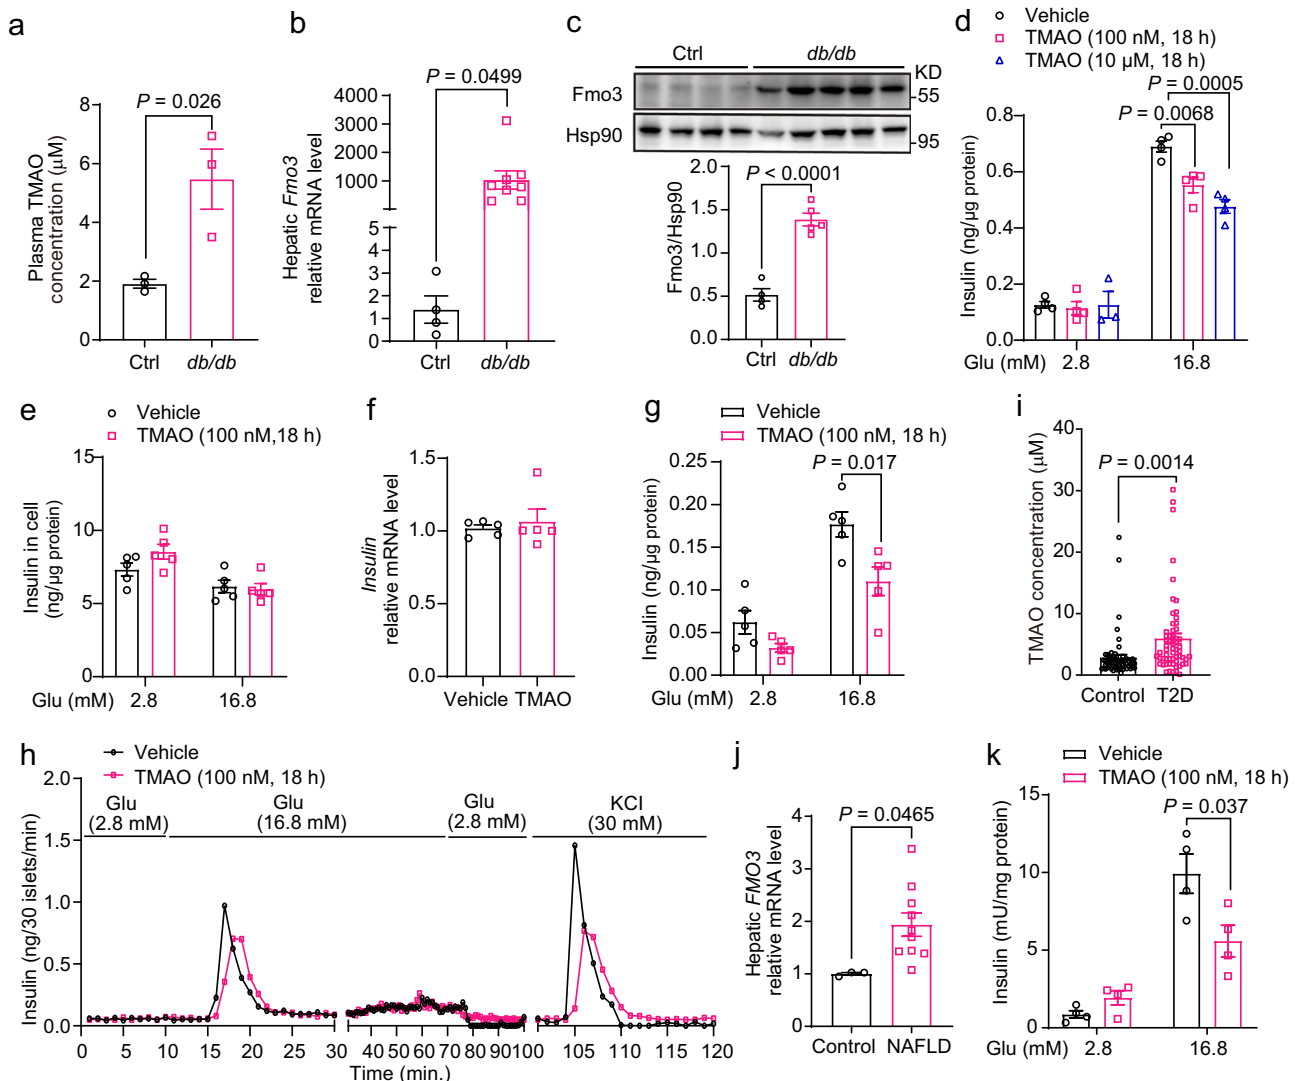 a
Plasma TMAO
concentration (μM)
8
6
4
2
0
P = 0.026
Ctrl
db/db
b
Hepatic Fmo3
relative mRNA level
4000
3000
2000
1000
5
4
3
2
1
0
P = 0.0499
Ctrl
db/db
c
Ctrl
db/db
KD
Fmo3
55
Hsp90
95
Fmo3/Hsp90
2.0
1.5
1.0
0.5
0.0
P < 0.0001
Ctrl
db/db
d
Vehicle
TMAO (100 nM, 18 h)
TMAO (10 μM, 18 h)
P = 0.0005
P = 0.0068
Insulin (ng/μg protein)
0.8
0.6
0.4
0.2
0.0
Glu (mM)
2.8
16.8
e
Vehicle
TMAO (100 nM,18 h)
Insulin in cell
(ng/μg protein)
15
10
5
0
Glu (mM)
2.8
16.8
f
Insulin
relative mRNA level
1.5
1.0
0.5
0.0
Vehicle
TMAO
g
Vehicle
TMAO (100 nM, 18 h)
P = 0.017
Insulin (ng/μg protein)
0.25
0.20
0.15
0.10
0.05
0.00
Glu (mM)
2.8
16.8
i
TMAO concentration (μM)
40
30
20
10
0
P = 0.0014
Control
T2D
h
Vehicle
TMAO (100 nM, 18 h)
Glu
(2.8 mM)
Glu
(16.8 mM)
Glu
(2.8 mM)
KCl
(30 mM)
Insulin (ng/30 islets/min)
2.0
1.5
1.0
0.5
0.0
0 5 10 15 20 25 30 40 50 60 70 80 90 100 105 110 115 120
Time (min.)
j
Hepatic FMO3
relative mRNA level
4
3
2
1
0
P = 0.0465
Control
NAFLD
k
Vehicle
TMAO (100 nM, 18 h)
P = 0.037
Insulin (mU/mg protein)
15
10
5
0
Glu (mM)
2.8
16.8